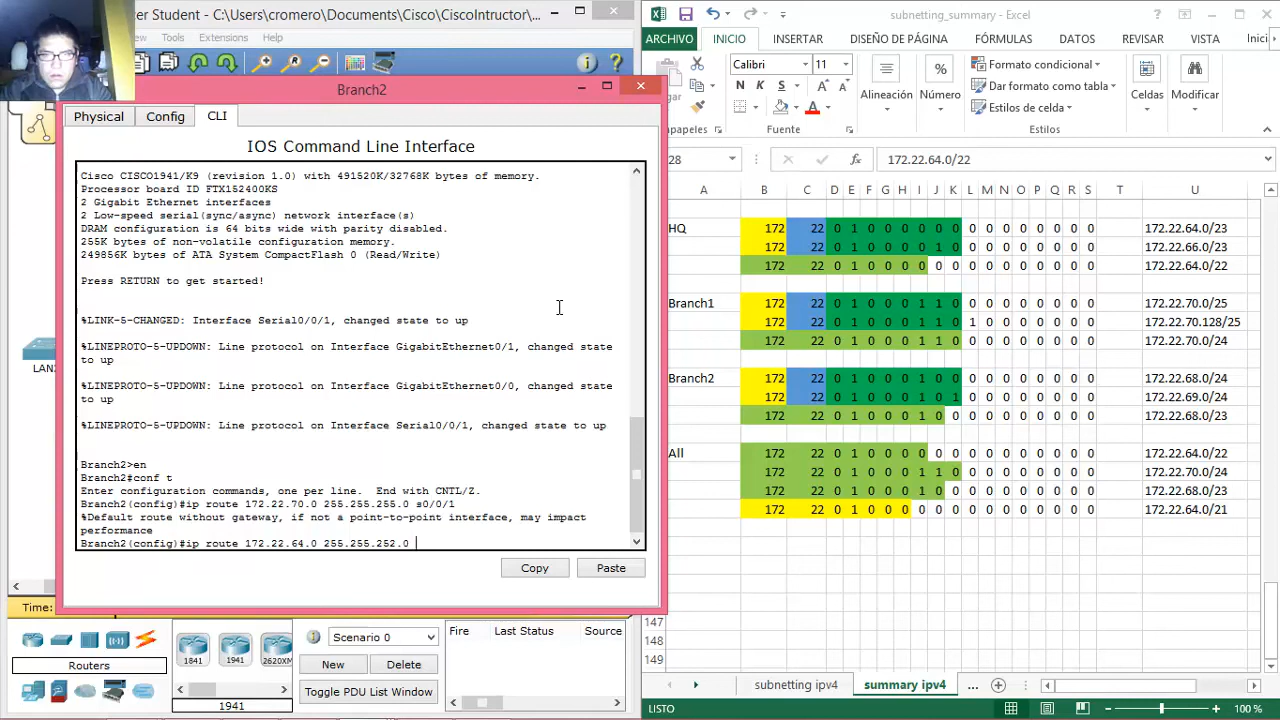 er Student - C:\Users\cromero\Documents\Cisco\CiscoIntructor\...
ew Tools Extensions Help
Branch2
Physical Config CLI
IOS Command Line Interface
Cisco CISCO1941/K9 (revision 1.0) with 491520K/32768K bytes of memory.
Processor board ID FTX152400KS
2 Gigabit Ethernet interfaces
2 Low-speed serial(sync/async) network interface(s)
DRAM configuration is 64 bits wide with parity disabled.
255K bytes of non-volatile configuration memory.
249856K bytes of ATA System CompactFlash 0 (Read/Write)
Press RETURN to get started!
%LINK-5-CHANGED: Interface Serial0/0/1, changed state to up
%LINEPROTO-5-UPDOWN: Line protocol on Interface GigabitEthernet0/1, changed state
to up
%LINEPROTO-5-UPDOWN: Line protocol on Interface GigabitEthernet0/0, changed state
to up
%LINEPROTO-5-UPDOWN: Line protocol on Interface Serial0/0/1, changed state to up
Branch2>en
Branch2#conf t
Enter configuration commands, one per line. End with CNTL/Z.
Branch2(config)#ip route 172.22.70.0 255.255.255.0 s0/0/1
%Default route without gateway, if not a point-to-point interface, may impact
performance
Branch2(config)#ip route 172.22.64.0 255.255.252.0
Copy Paste
LAN
Time:
Routers
1841 1941 2620XM
1941
Scenario 0
New Delete
Toggle PDU List Window
Fire Last Status Source
subnetting_summary - Excel
ARCHIVO INICIO INSERTAR DISEÑO DE PÁGINA FÓRMULAS DATOS REVISAR VISTA Inici
Calibri 11
N K S
Alineación Número
Formato condicional
Dar formato como tabla
Estilos de celda
Celdas Modificar
gar
papeles Fuente Estilos
28 172.22.64.0/22
A B C D E F G H I J K L M N O P Q R S T U
HQ 172 22 0 1 0 0 0 0 0 0 0 0 0 0 0 0 0 172.22.64.0/23
172 22 0 1 0 0 0 0 1 0 0 0 0 0 0 0 0 172.22.66.0/23
172 22 0 1 0 0 0 0 0 0 0 0 0 0 0 0 172.22.64.0/22
Branch1 172 22 0 1 0 0 0 1 1 0 0 0 0 0 0 0 0 172.22.70.0/25
172 22 0 1 0 0 0 1 1 0 1 0 0 0 0 0 0 172.22.70.128/25
172 22 0 1 0 0 0 1 1 0 0 0 0 0 0 0 0 172.22.70.0/24
Branch2 172 22 0 1 0 0 0 1 0 0 0 0 0 0 0 0 0 172.22.68.0/24
172 22 0 1 0 0 0 1 0 1 0 0 0 0 0 0 0 172.22.69.0/24
172 22 0 1 0 0 0 1 0 0 0 0 0 0 0 0 0 172.22.68.0/23
All 172 22 0 1 0 0 0 0 0 0 0 0 0 0 0 0 172.22.64.0/22
172 22 0 1 0 0 0 1 1 0 0 0 0 0 0 0 0 172.22.70.0/24
172 22 0 1 0 0 0 1 0 0 0 0 0 0 0 0 0 172.22.68.0/23
172 22 0 1 0 0 0 0 0 0 0 0 0 0 0 0 172.22.64.0/21
147
148
149
subnetting ipv4 summary ipv4 ...
LISTO 100 %